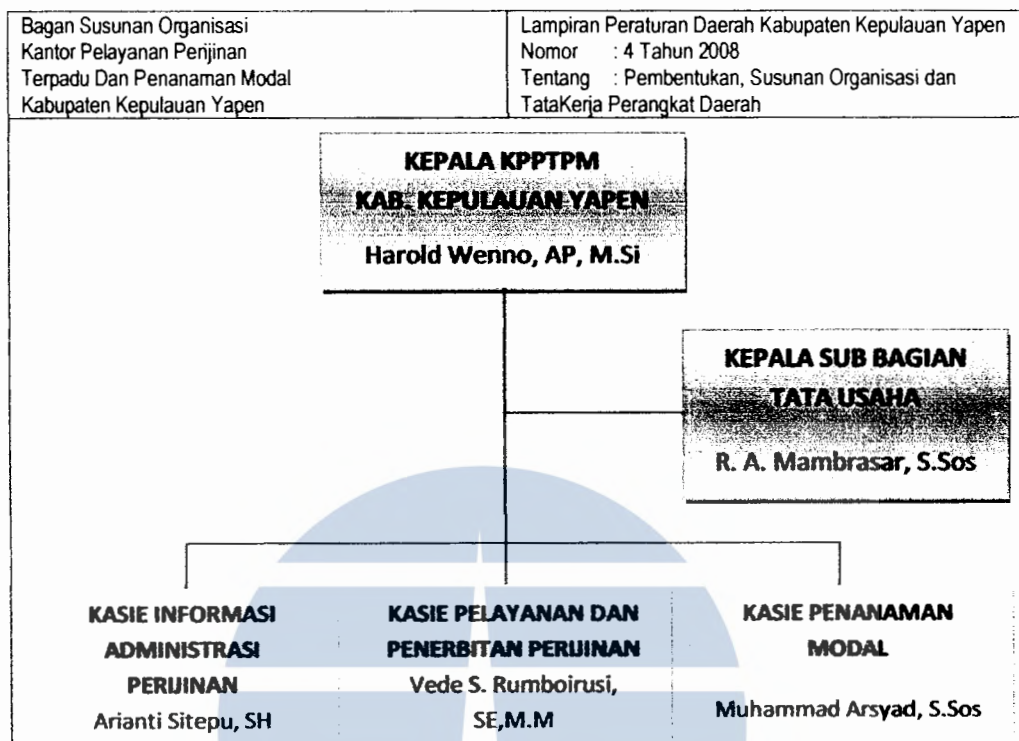 Bagan Susunan Organisasi
Kantor Pelayanan Perijinan
Terpadu Dan Penanaman Modal
Kabupaten Kepulauan Yapen
Lampiran Peraturan Daerah Kabupaten Kepulauan Yapen
Nomor : 4 Tahun 2008
Tentang : Pembentukan, Susunan Organisasi dan
TataKerja Perangkat Daerah
KEPALA KPPTPM
KAB. KEPULAUAN YAPEN
Harold Wenno, AP, M.Si
KEPALA SUB BAGIAN
TATA USAHA
R. A. Mambrasar, S.Sos
KASIE INFORMASI
ADMINISTRASI
PERIJINAN
Arianti Sitepu, SH
KASIE PELAYANAN DAN
PENERBITAN PERIJINAN
Vede S. Rumboirusi,
SE,M.M
KASIE PENANAMAN
MODAL
Muhammad Arsyad, S.Sos